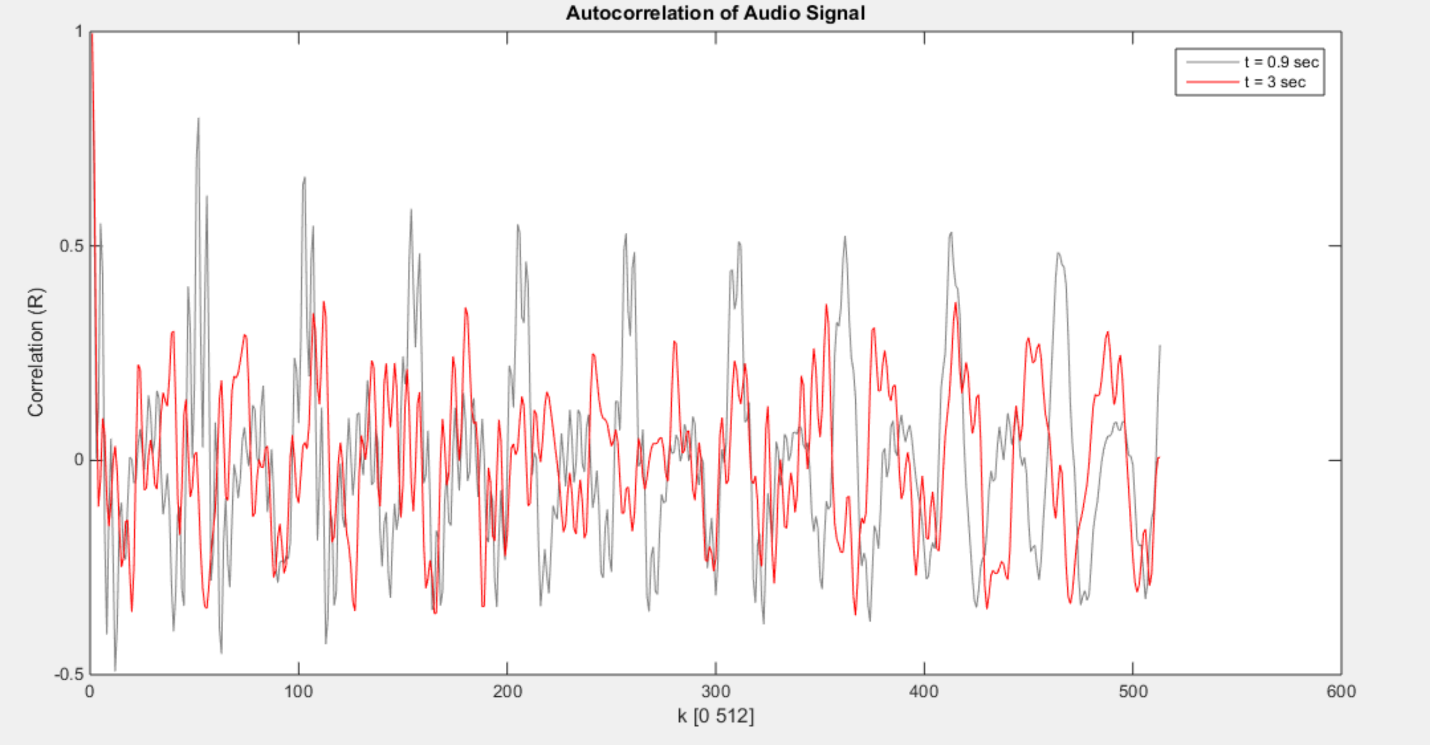 Autocorrelation of Audio Signal
1
t = 0.9 sec
t = 3 sec
0.5
Correlation (R)
0
-0.5
0 100 200 300 400 500 600
k [0 512]